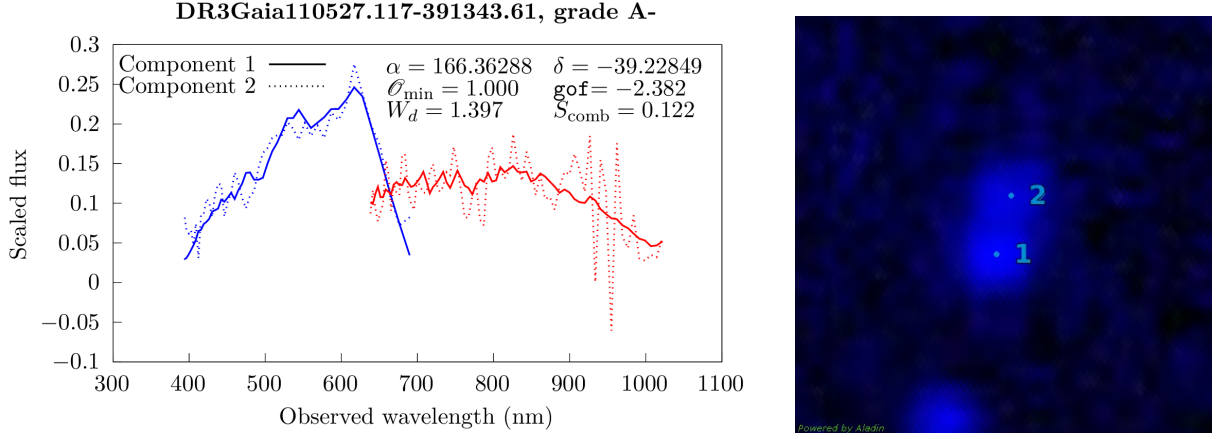 DR3Gaia110527.117-391343.61, grade A-
Component 1
Component 2
α = 166.36288 δ = −39.22849
𝒪min = 1.000 gof= −2.382
Wd = 1.397 Scomb = 0.122
Scaled flux
0.3
0.25
0.2
0.15
0.1
0.05
0
−0.05
−0.1
300 400 500 600 700 800 900 1000 1100
Observed wavelength (nm)
2
1
Powered by Aladin